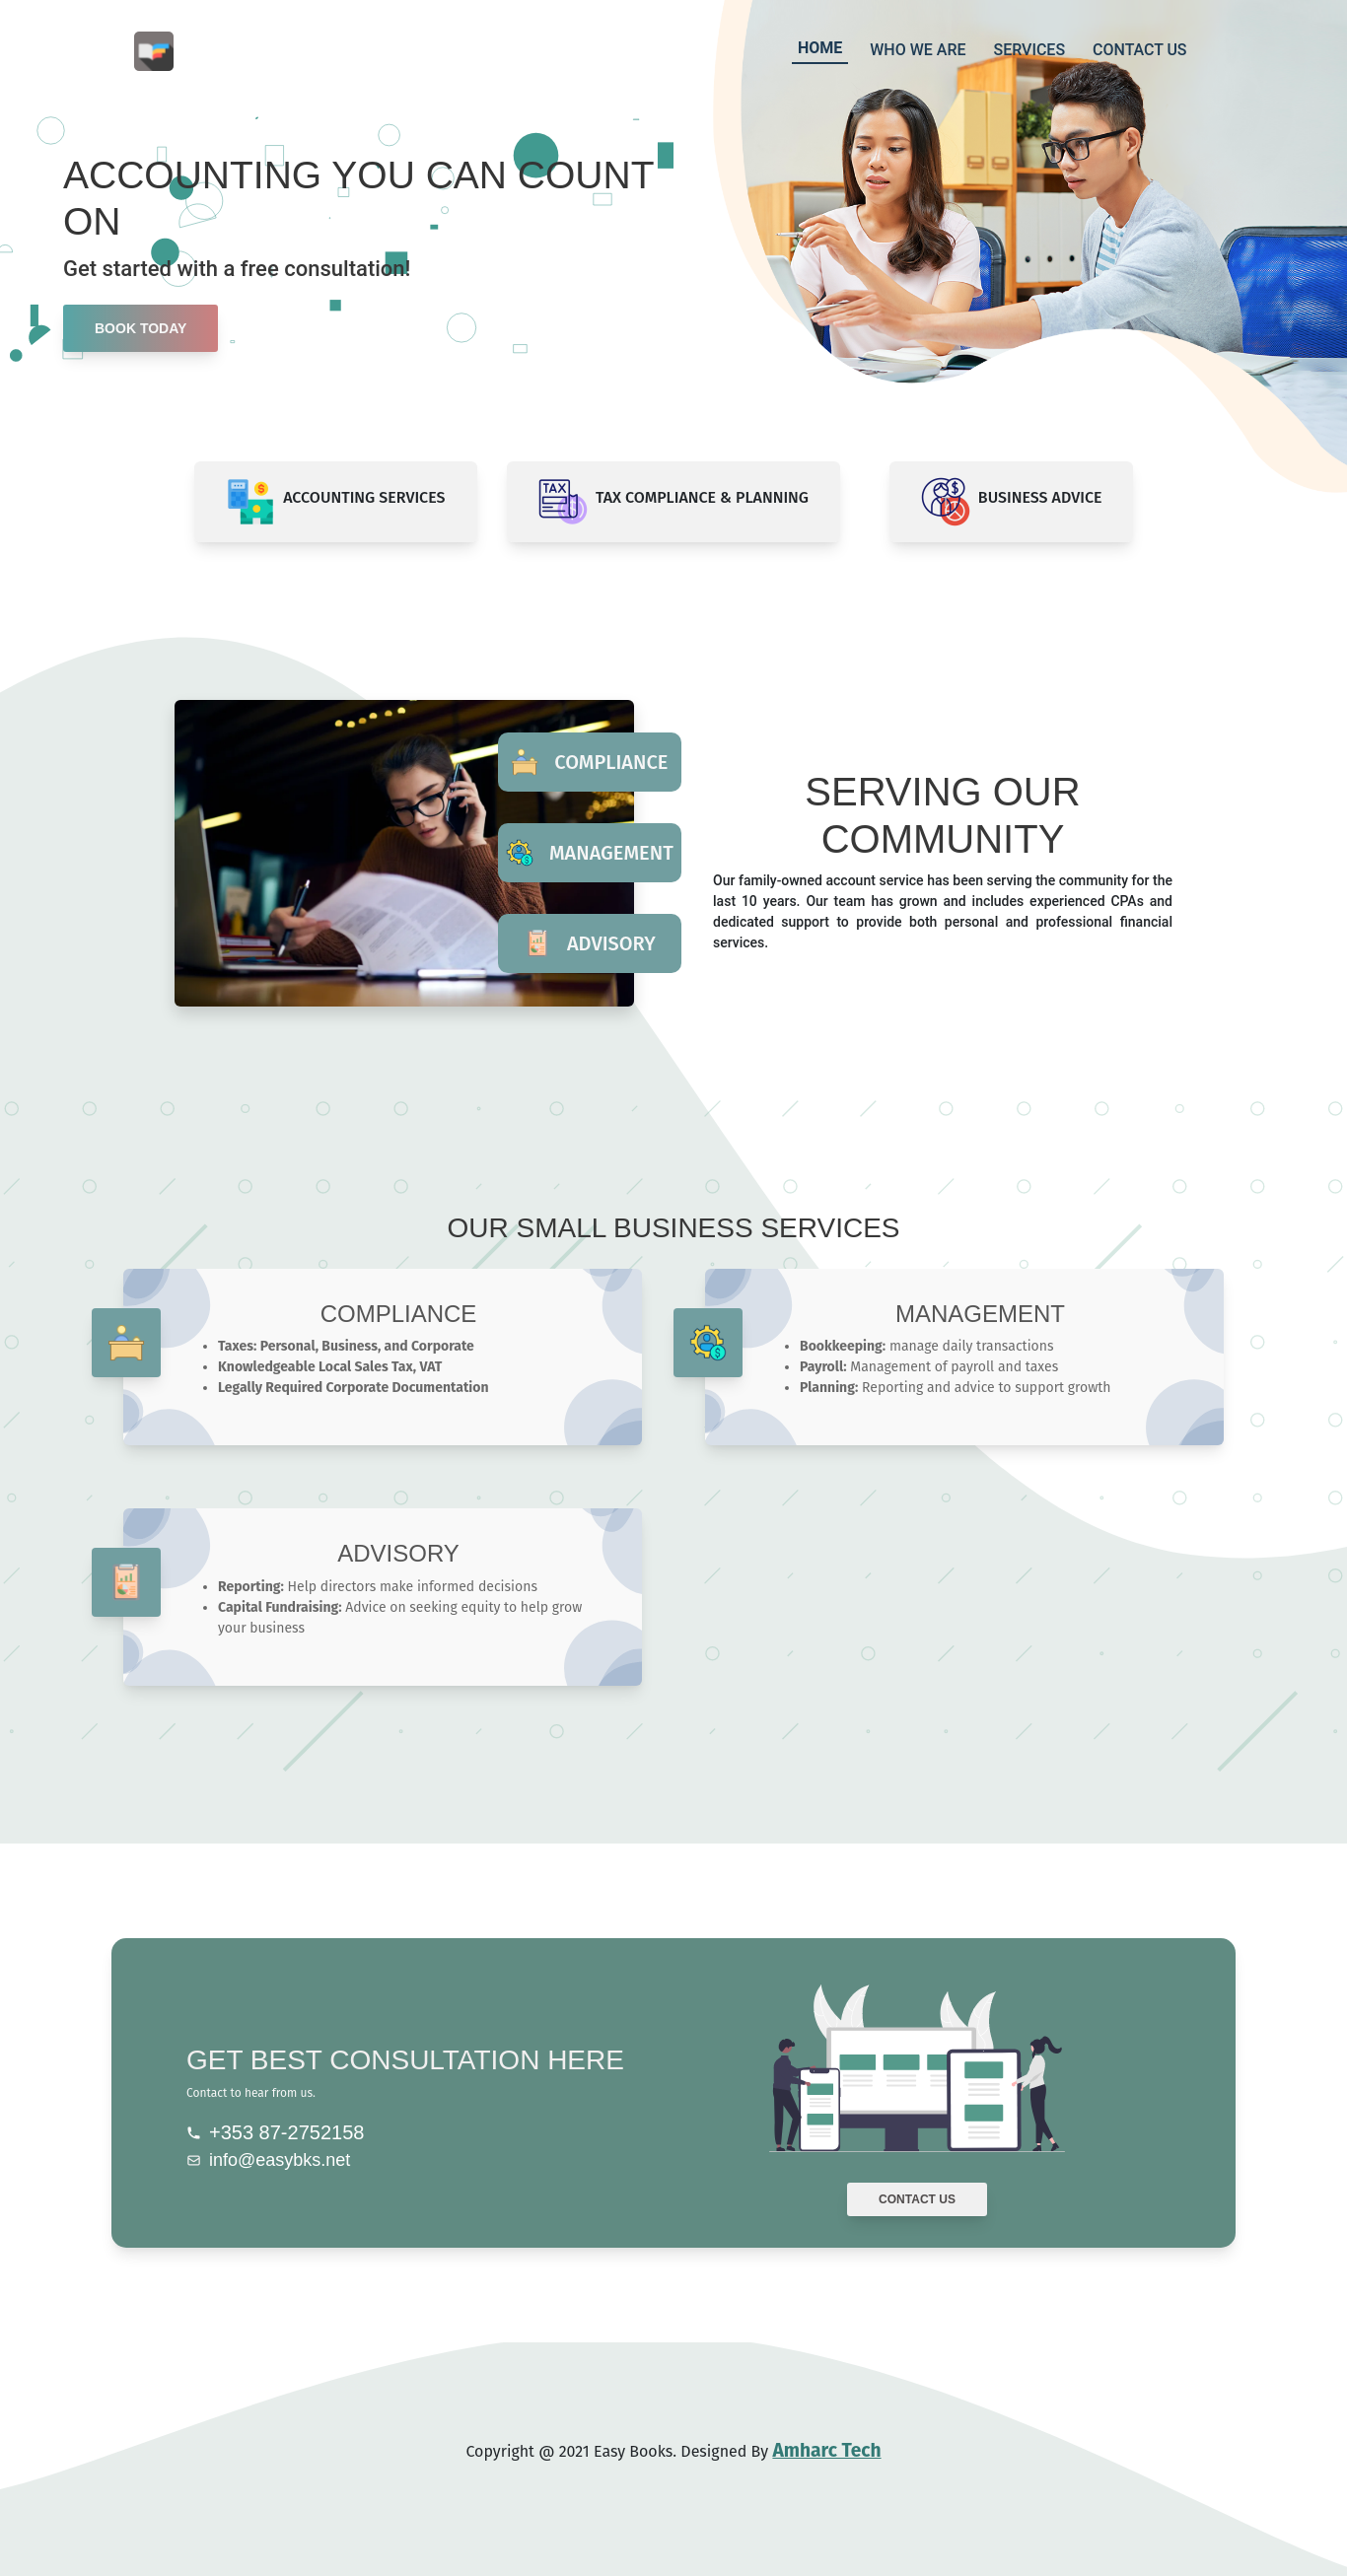 HOME
WHO WE ARE
SERVICES
CONTACT US
ACCOUNTING YOU CAN COUNT
ON
Get started with a free consultation!
BOOK TODAY
ACCOUNTING SERVICES
TAX
TAX COMPLIANCE & PLANNING
BUSINESS ADVICE
COMPLIANCE
MANAGEMENT
ADVISORY
SERVING OUR
COMMUNITY
Our family-owned account service has been serving the community for the
last 10 years. Our team has grown and includes experienced CPAs and
dedicated support to provide both personal and professional financial
services.
OUR SMALL BUSINESS SERVICES
COMPLIANCE
Taxes: Personal, Business, and Corporate
Knowledgeable Local Sales Tax, VAT
Legally Required Corporate Documentation
MANAGEMENT
Bookkeeping: manage daily transactions
Payroll: Management of payroll and taxes
Planning: Reporting and advice to support growth
ADVISORY
Reporting: Help directors make informed decisions
Capital Fundraising: Advice on seeking equity to help grow
your business
GET BEST CONSULTATION HERE
Contact to hear from us.
+353 87-2752158
info@easybks.net
CONTACT US
Copyright @ 2021 Easy Books. Designed By Amharc Tech